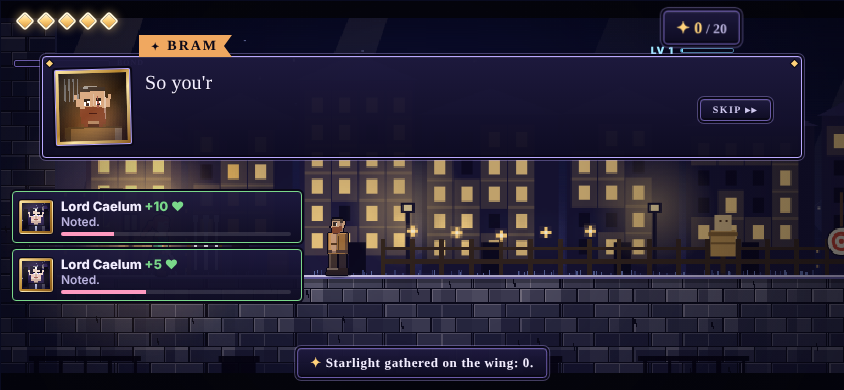 ✦ 0 / 20
LV 1
✦ BRAM
So you'r
SKIP ▸▸
Lord Caelum +10 ♥
Noted.
Lord Caelum +5 ♥
Noted.
✦ Starlight gathered on the wing: 0.